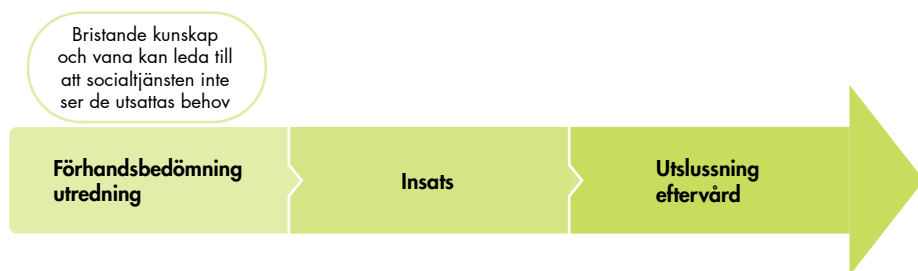 Bristande kunskap
och vana kan leda till
att socialtjänsten inte
ser de utsattas behov
Förhandsbedömning
utredning
Insats
Utslussning
eftervård